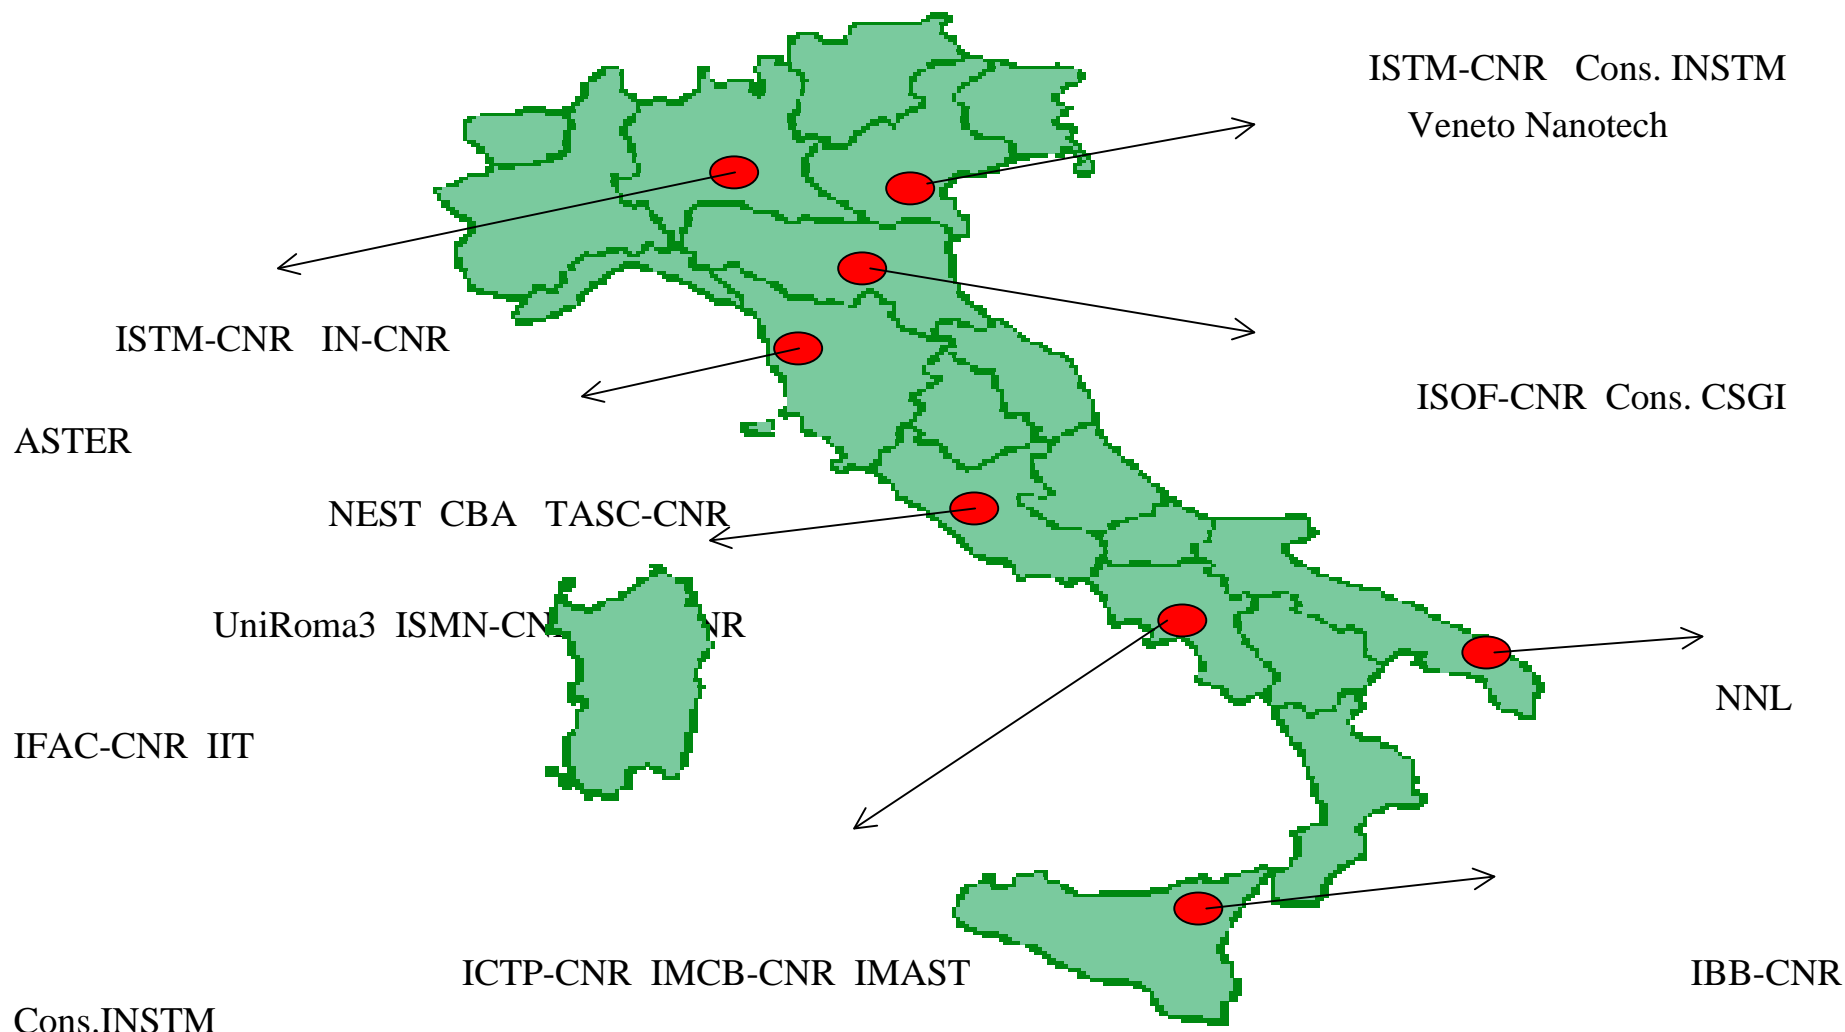 ISTM-CNR Cons. INSTM
Veneto Nanotech
ISTM-CNR IN-CNR
ISOF-CNR Cons. CSGI
ASTER
NEST CBA TASC-CNR
UniRoma3 ISMN-CN
NNL
IFAC-CNR IIT
ICTP-CNR IMCB-CNR IMAST
IBB-CNR
Cons.INSTM